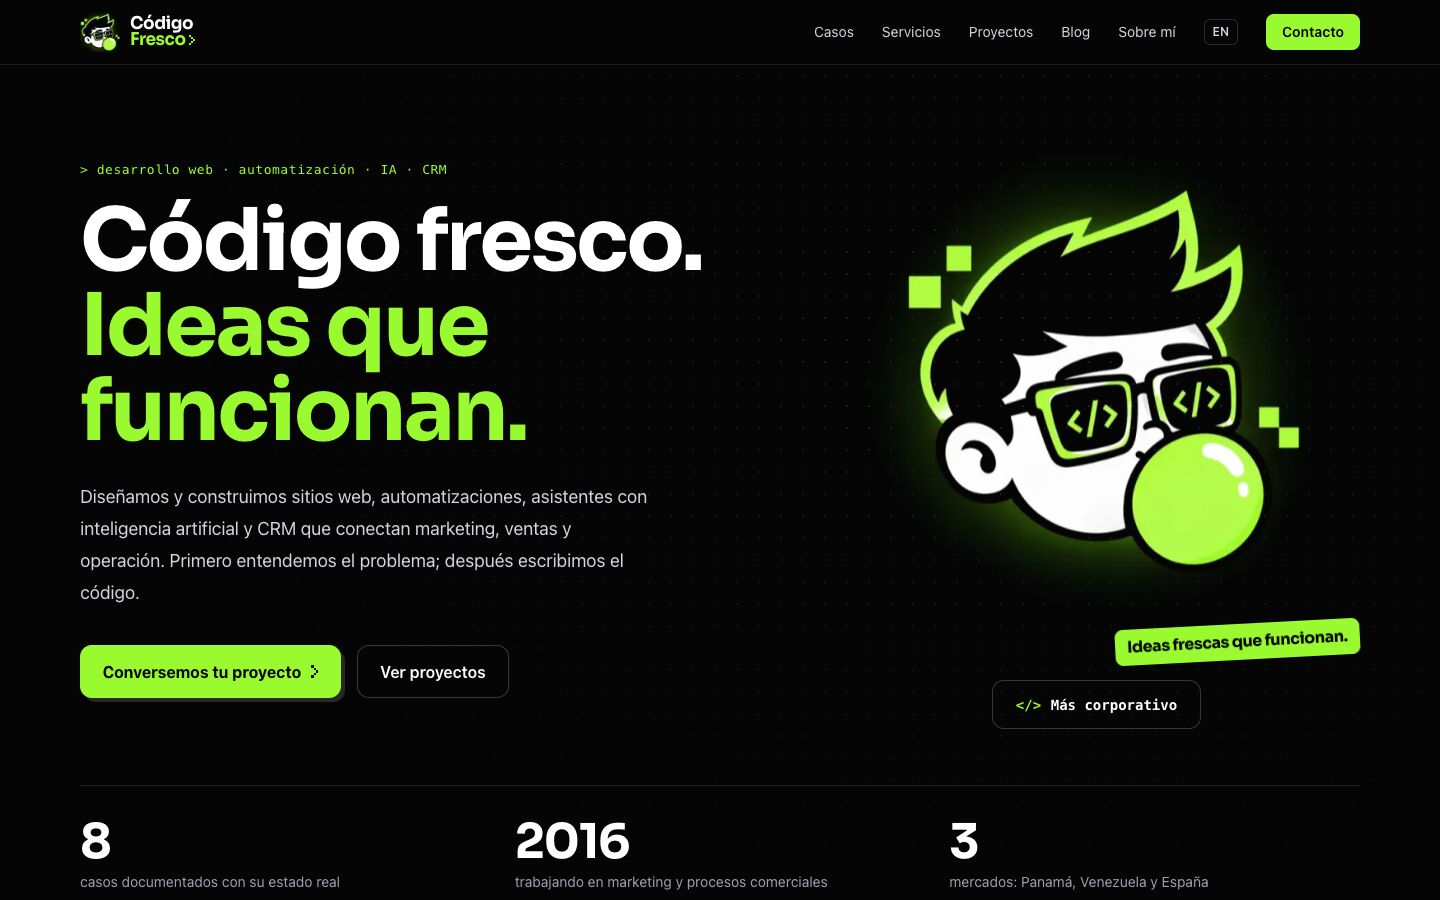 Código
Fresco
Casos
Servicios
Proyectos
Blog
Sobre mí
EN
Contacto
> desarrollo web · automatización · IA · CRM
Código fresco.
Ideas que
funcionan.
Diseñamos y construimos sitios web, automatizaciones, asistentes con
inteligencia artificial y CRM que conectan marketing, ventas y
operación. Primero entendemos el problema; después escribimos el
código.
Conversemos tu proyecto
Ver proyectos
</>
</>
Ideas frescas que funcionan.
</> Más corporativo
8
casos documentados con su estado real
2016
trabajando en marketing y procesos comerciales
3
mercados: Panamá, Venezuela y España